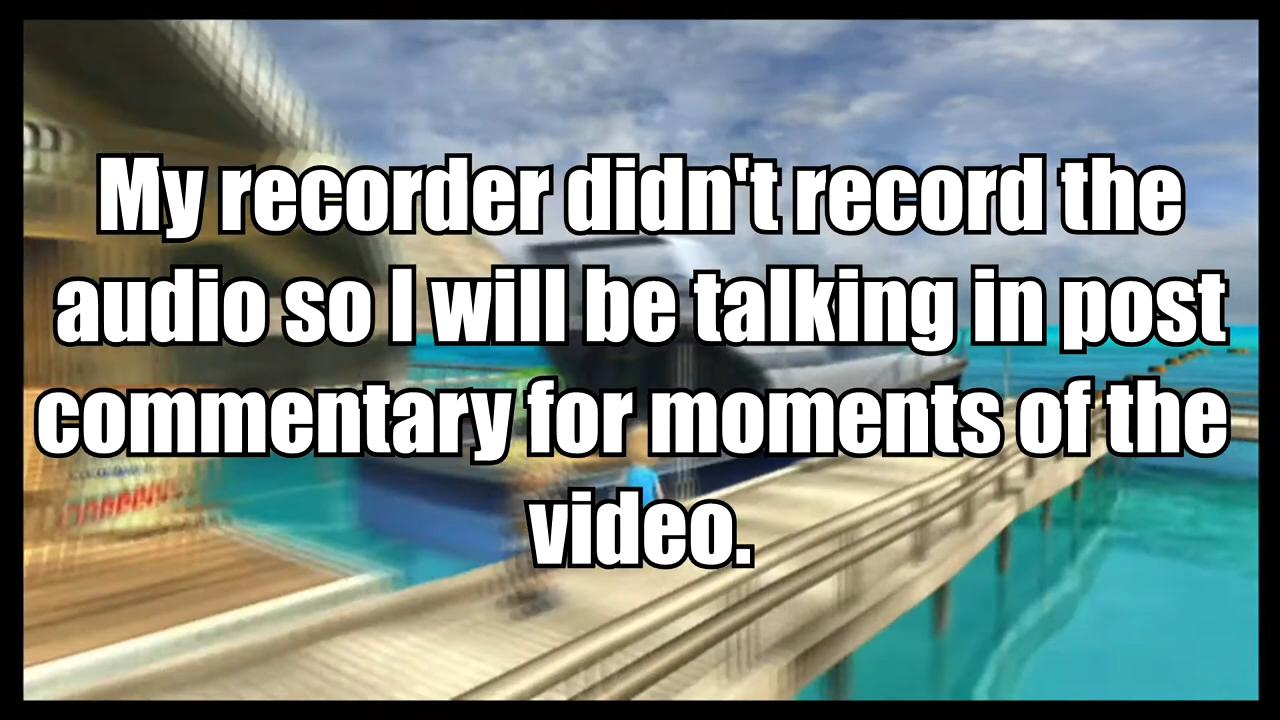 My recorder didn't record the
audio so I will be talking in post
commentary for moments of the
video.